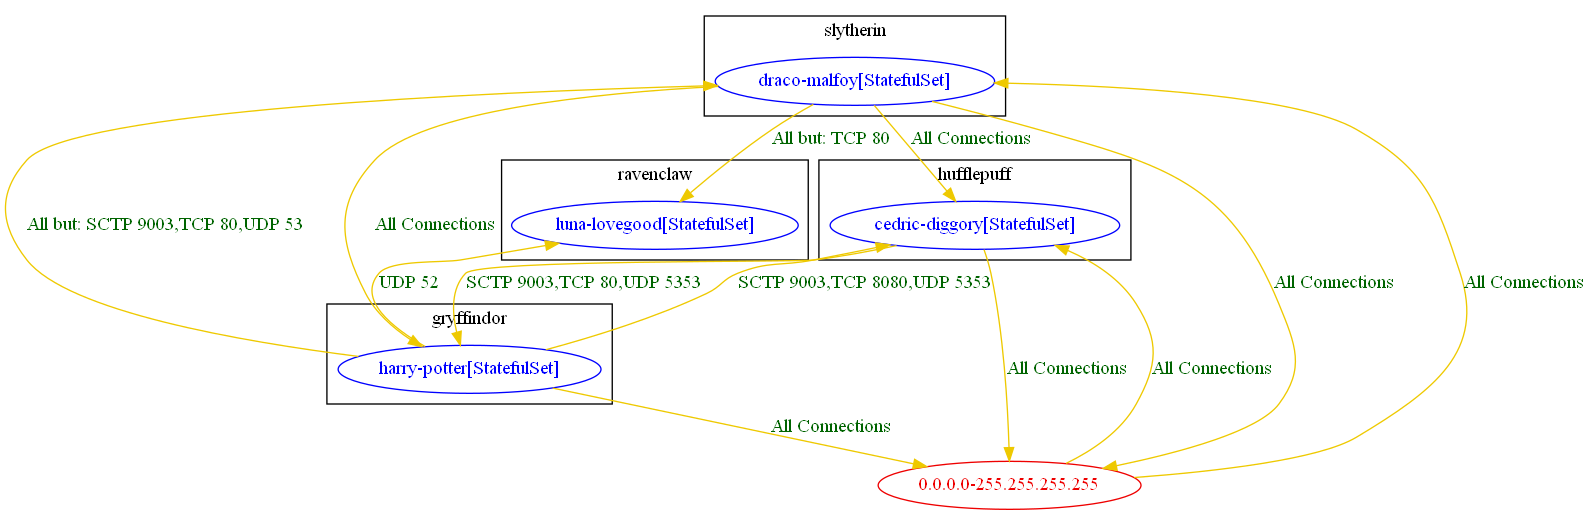 slytherin
draco-malfoy[StatefulSet]
All but: TCP 80
All Connections
ravenclaw
hufflepuff
All but: SCTP 9003,TCP 80,UDP 53
All Connections
luna-lovegood[StatefulSet]
cedric-diggory[StatefulSet]
UDP 52
SCTP 9003,TCP 80,UDP 5353
SCTP 9003,TCP 8080,UDP 5353
All Connections
All Connections
gryffindor
harry-potter[StatefulSet]
All Connections
All Connections
All Connections
0.0.0.0-255.255.255.255